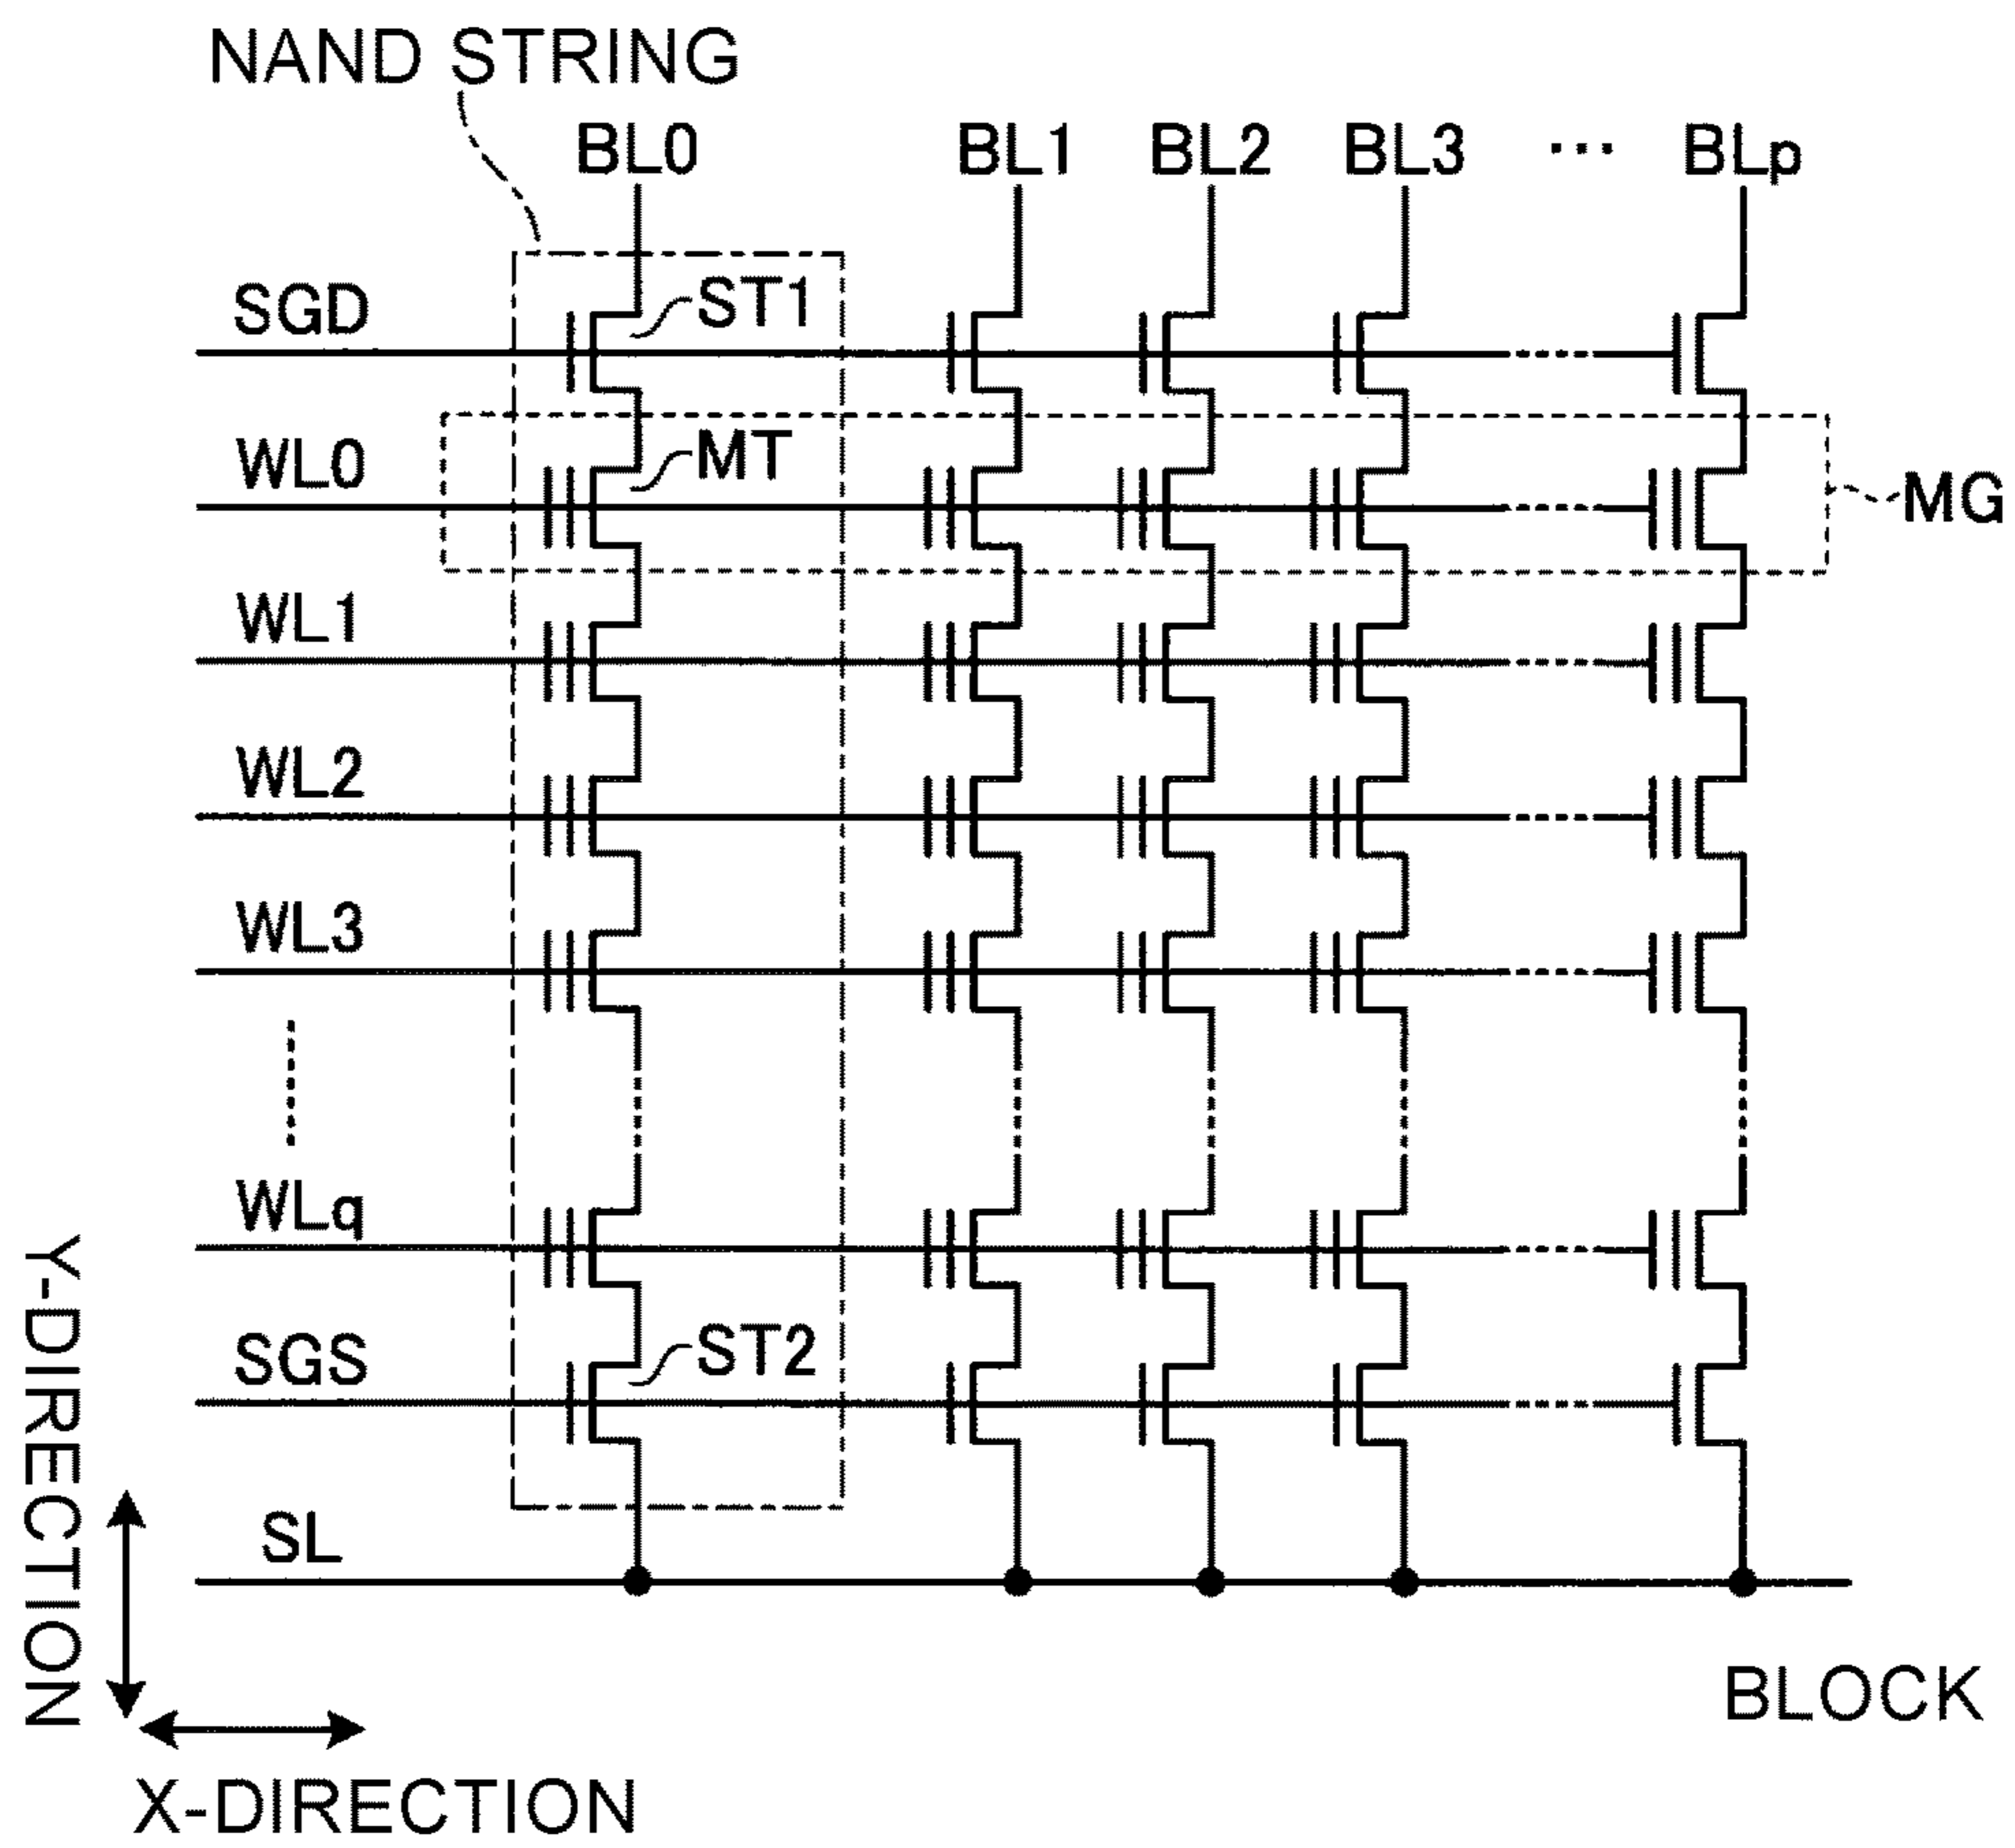 NAND STRING
BL0 BL1 BL2 BL3 ··· BLp
SGD ST1
WL0 MT MG
WL1
WL2
WL3
WLq
SGS ST2
SL
Y-DIRECTION
BLOCK
X-DIRECTION